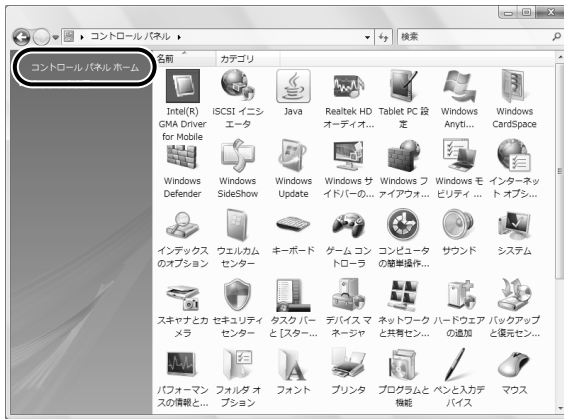 コントロール パネル
検索
コントロール パネル ホーム
名前 カテゴリ
Intel(R) GMA Driver for Mobile
iSCSI イニシエータ
Java
Realtek HD オーディオ...
Tablet PC 設定
Windows Anyti...
Windows CardSpace
Windows Defender
Windows SideShow
Windows Update
Windows サイドバーの...
Windows ファイアウォ...
Windows モビリティ ...
インターネット オプシ...
インデックスのオプション
ウェルカム センター
キーボード
ゲーム コントローラ
コンピュータの簡単操作...
サウンド
システム
スキャナとカメラ
セキュリティ センター
タスク バーと [スター...
デバイス マネージャ
ネットワークと共有セン...
ハードウェアの追加
バックアップと復元セン...
パフォーマンスの情報と...
フォルダ オプション
フォント
プリンタ
プログラムと機能
ペンと入力デバイス
マウス